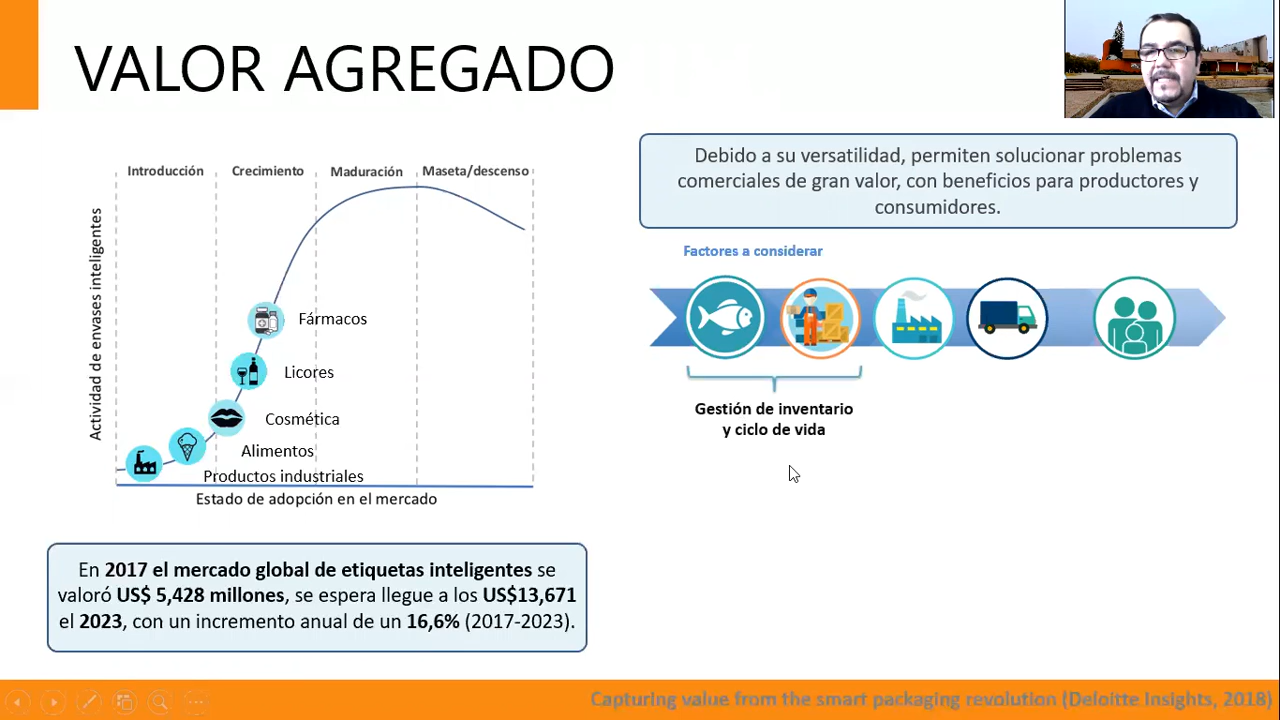 VALOR AGREGADO
Introducción
Crecimiento
Maduración
Maseta/descenso
Actividad de envases inteligentes
Fármacos
Licores
Cosmética
Alimentos
Productos industriales
Estado de adopción en el mercado
En 2017 el mercado global de etiquetas inteligentes se
valoró US$ 5,428 millones, se espera llegue a los US$13,671
el 2023, con un incremento anual de un 16,6% (2017-2023).
Debido a su versatilidad, permiten solucionar problemas
comerciales de gran valor, con beneficios para productores y
consumidores.
Factores a considerar
Gestión de inventario
y ciclo de vida
Capturing value from the smart packaging revolution (Deloitte Insights, 2018)